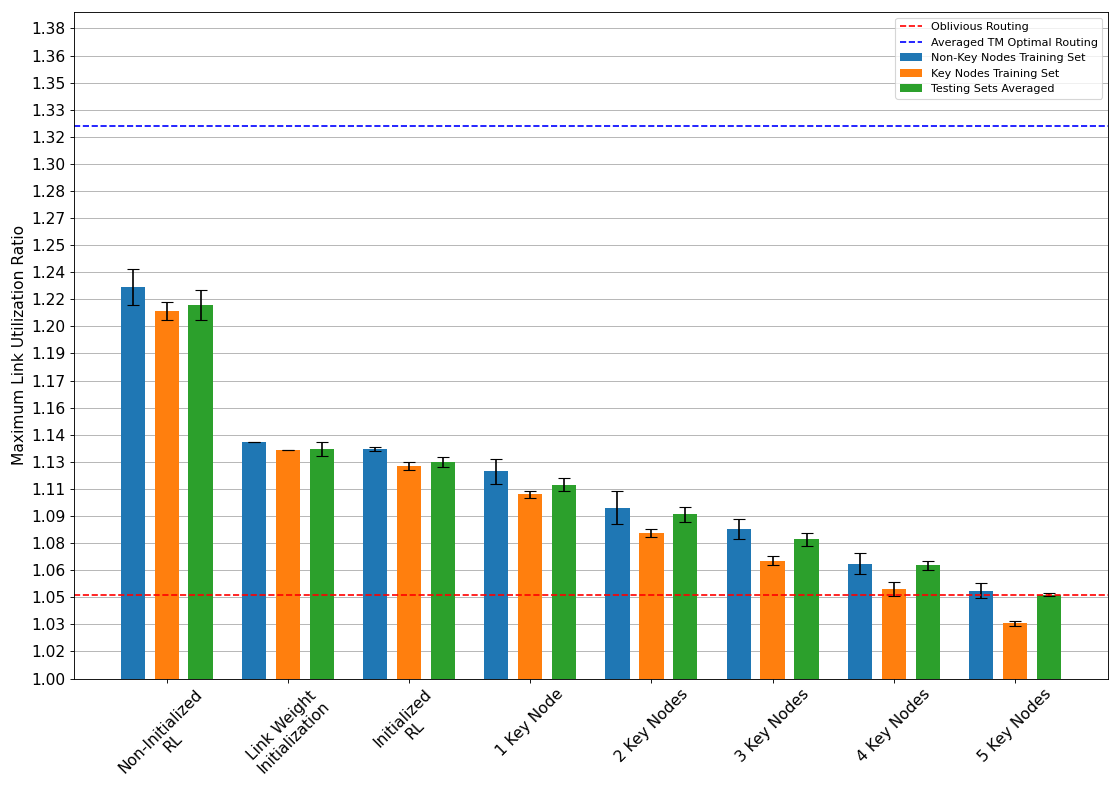 1.38
1.36
1.35
1.33
1.32
1.30
1.28
1.27
1.25
1.24
1.22
1.20
1.19
1.17
1.16
1.14
1.13
1.11
1.09
1.08
1.06
1.05
1.03
1.02
1.00
Maximum Link Utilization Ratio
Oblivious Routing
Averaged TM Optimal Routing
Non-Key Nodes Training Set
Key Nodes Training Set
Testing Sets Averaged
Non-Initialized
RL
Link Weight
Initialization
Initialized
RL
1 Key Node
2 Key Nodes
3 Key Nodes
4 Key Nodes
5 Key Nodes